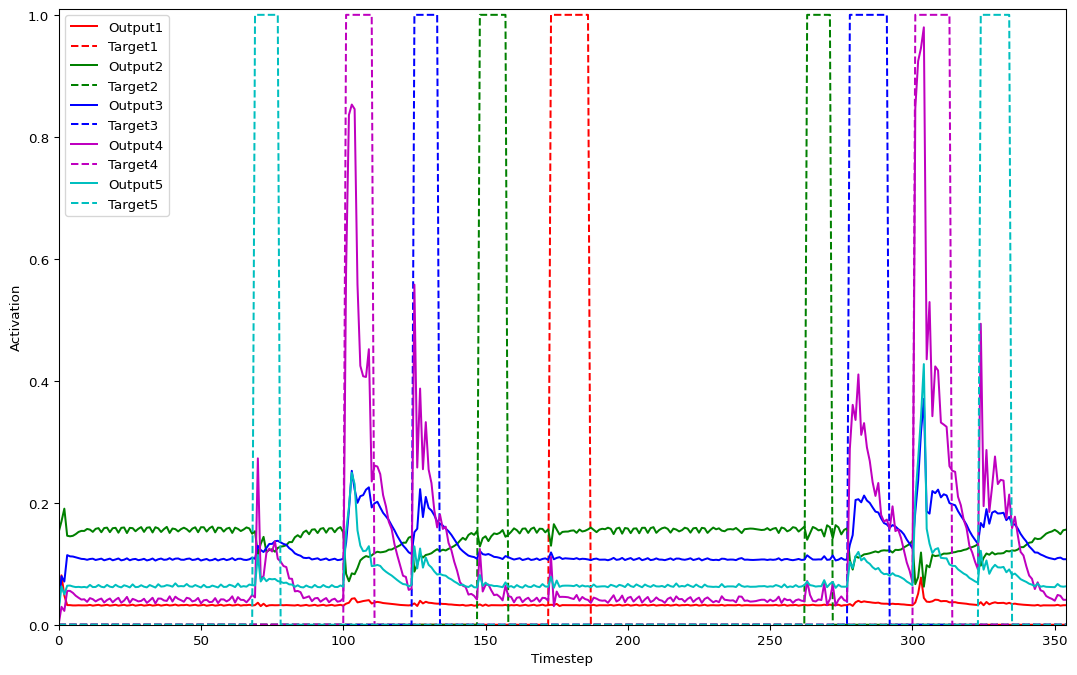 1.0
0.8
0.6
0.4
0.2
0.0
Activation
Output1
Target1
Output2
Target2
Output3
Target3
Output4
Target4
Output5
Target5
0 50 100 150 200 250 300 350
Timestep